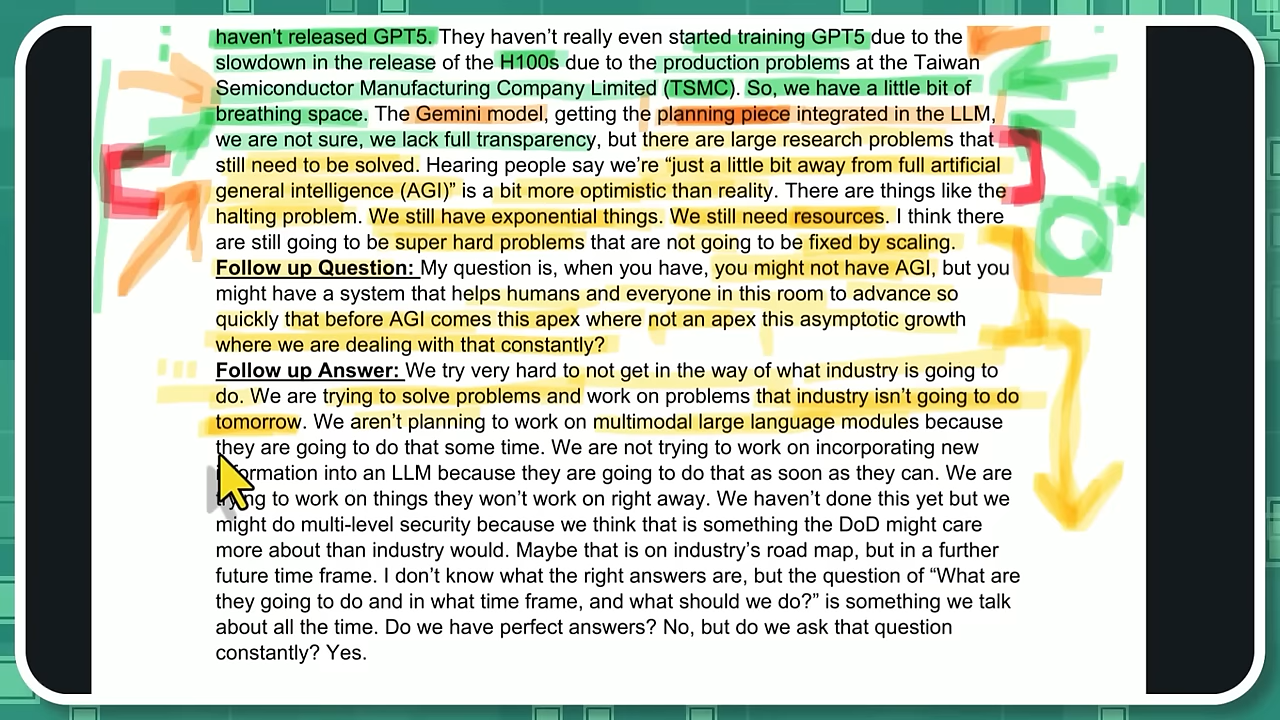 haven't released GPT5. They haven't really even started training GPT5 due to the
slowdown in the release of the H100s due to the production problems at the Taiwan
Semiconductor Manufacturing Company Limited (TSMC). So, we have a little bit of
breathing space. The Gemini model, getting the planning piece integrated in the LLM,
we are not sure, we lack full transparency, but there are large research problems that
still need to be solved. Hearing people say we're “just a little bit away from full artificial
general intelligence (AGI)” is a bit more optimistic than reality. There are things like the
halting problem. We still have exponential things. We still need resources. I think there
are still going to be super hard problems that are not going to be fixed by scaling.
Follow up Question: My question is, when you have, you might not have AGI, but you
might have a system that helps humans and everyone in this room to advance so
quickly that before AGI comes this apex where not an apex this asymptotic growth
where we are dealing with that constantly?
Follow up Answer: We try very hard to not get in the way of what industry is going to
do. We are trying to solve problems and work on problems that industry isn't going to do
tomorrow. We aren't planning to work on multimodal large language modules because
they are going to do that some time. We are not trying to work on incorporating new
information into an LLM because they are going to do that as soon as they can. We are
trying to work on things they won't work on right away. We haven't done this yet but we
might do multi-level security because we think that is something the DoD might care
more about than industry would. Maybe that is on industry's road map, but in a further
future time frame. I don't know what the right answers are, but the question of “What are
they going to do and in what time frame, and what should we do?” is something we talk
about all the time. Do we have perfect answers? No, but do we ask that question
constantly? Yes.